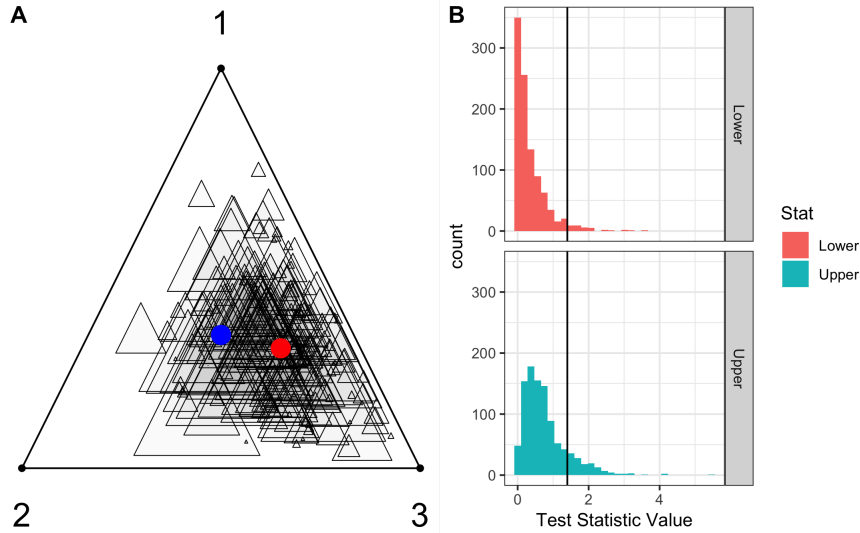 A
1
2
3
B
300
200
100
0
Lower
300
200
100
0
Upper
count
0
2
4
Test Statistic Value
Stat
Lower
Upper